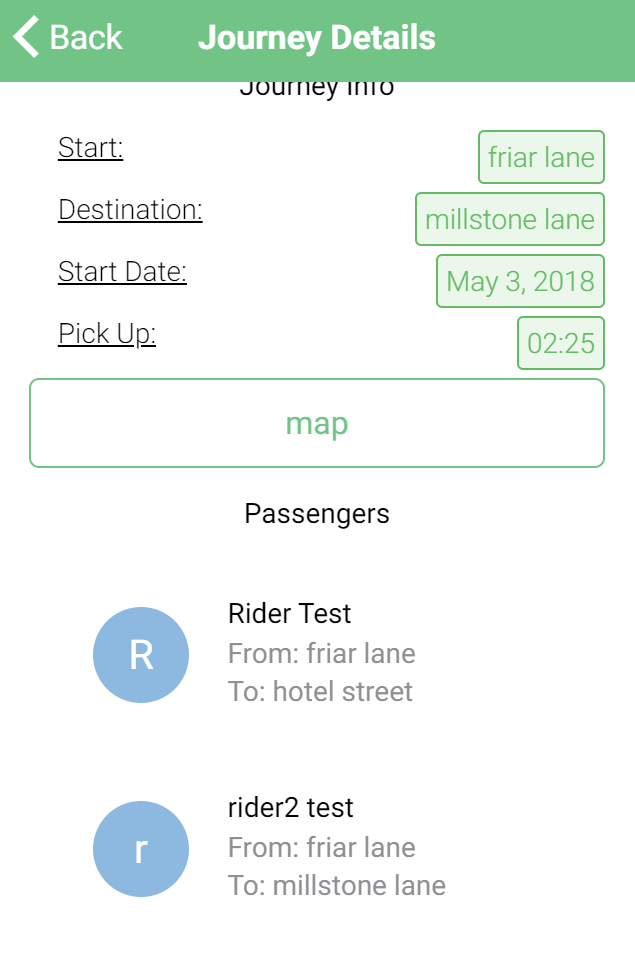 Back Journey Details
Journey Info
Start: friar lane
Destination: millstone lane
Start Date: May 3, 2018
Pick Up: 02:25
map
Passengers
Rider Test
R
From: friar lane
To: hotel street
rider2 test
r
From: friar lane
To: millstone lane